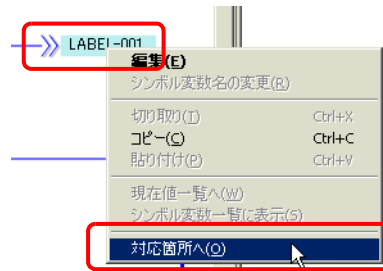 LABEL-001
編集(E)
シンボル変数名の変更(R)
切り取り(T) Ctrl+X
コピー(C) Ctrl+C
貼り付け(P) Ctrl+V
現在値一覧へ(W)
シンボル変数一覧に表示(S)
対応箇所へ(O)